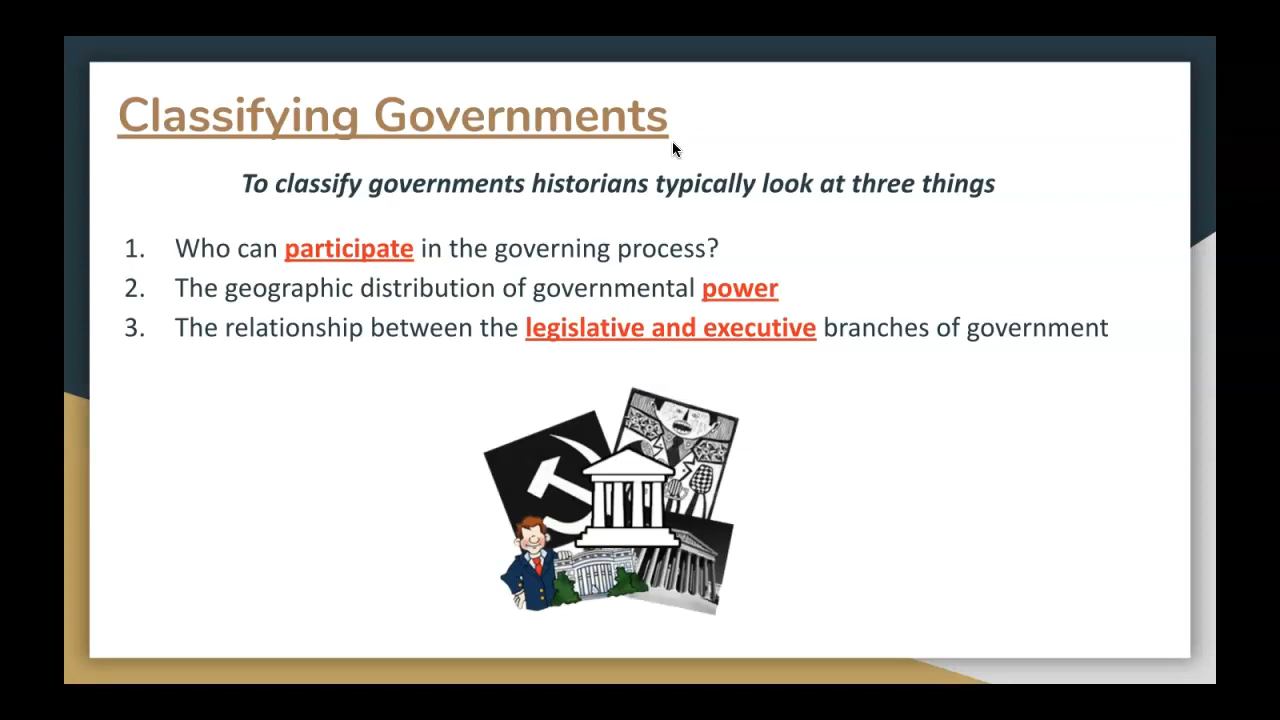 Classifying Governments
To classify governments historians typically look at three things
1. Who can participate in the governing process?
2. The geographic distribution of governmental power
3. The relationship between the legislative and executive branches of government